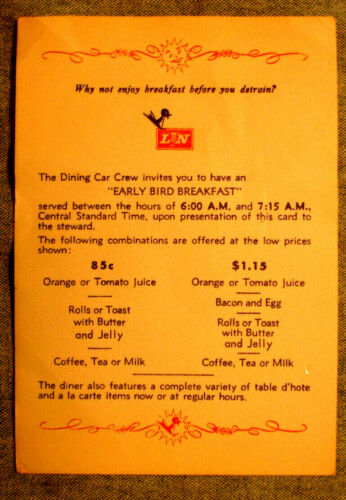 Why not enjoy breakfast before you detrain?
L&N
The Dining Car Crew invites you to have an
"EARLY BIRD BREAKFAST"
served between the hours of 6:00 A.M. and 7:15 A.M.,
Central Standard Time, upon presentation of this card to
the steward.
The following combinations are offered at the low prices
shown:
85c
Orange or Tomato Juice
Rolls or Toast
with Butter
and Jelly
Coffee, Tea or Milk
$1.15
Orange or Tomato Juice
Bacon and Egg
Rolls or Toast
with Butter
and Jelly
Coffee, Tea or Milk
The diner also features a complete variety of table d'hote
and a la carte items now or at regular hours.